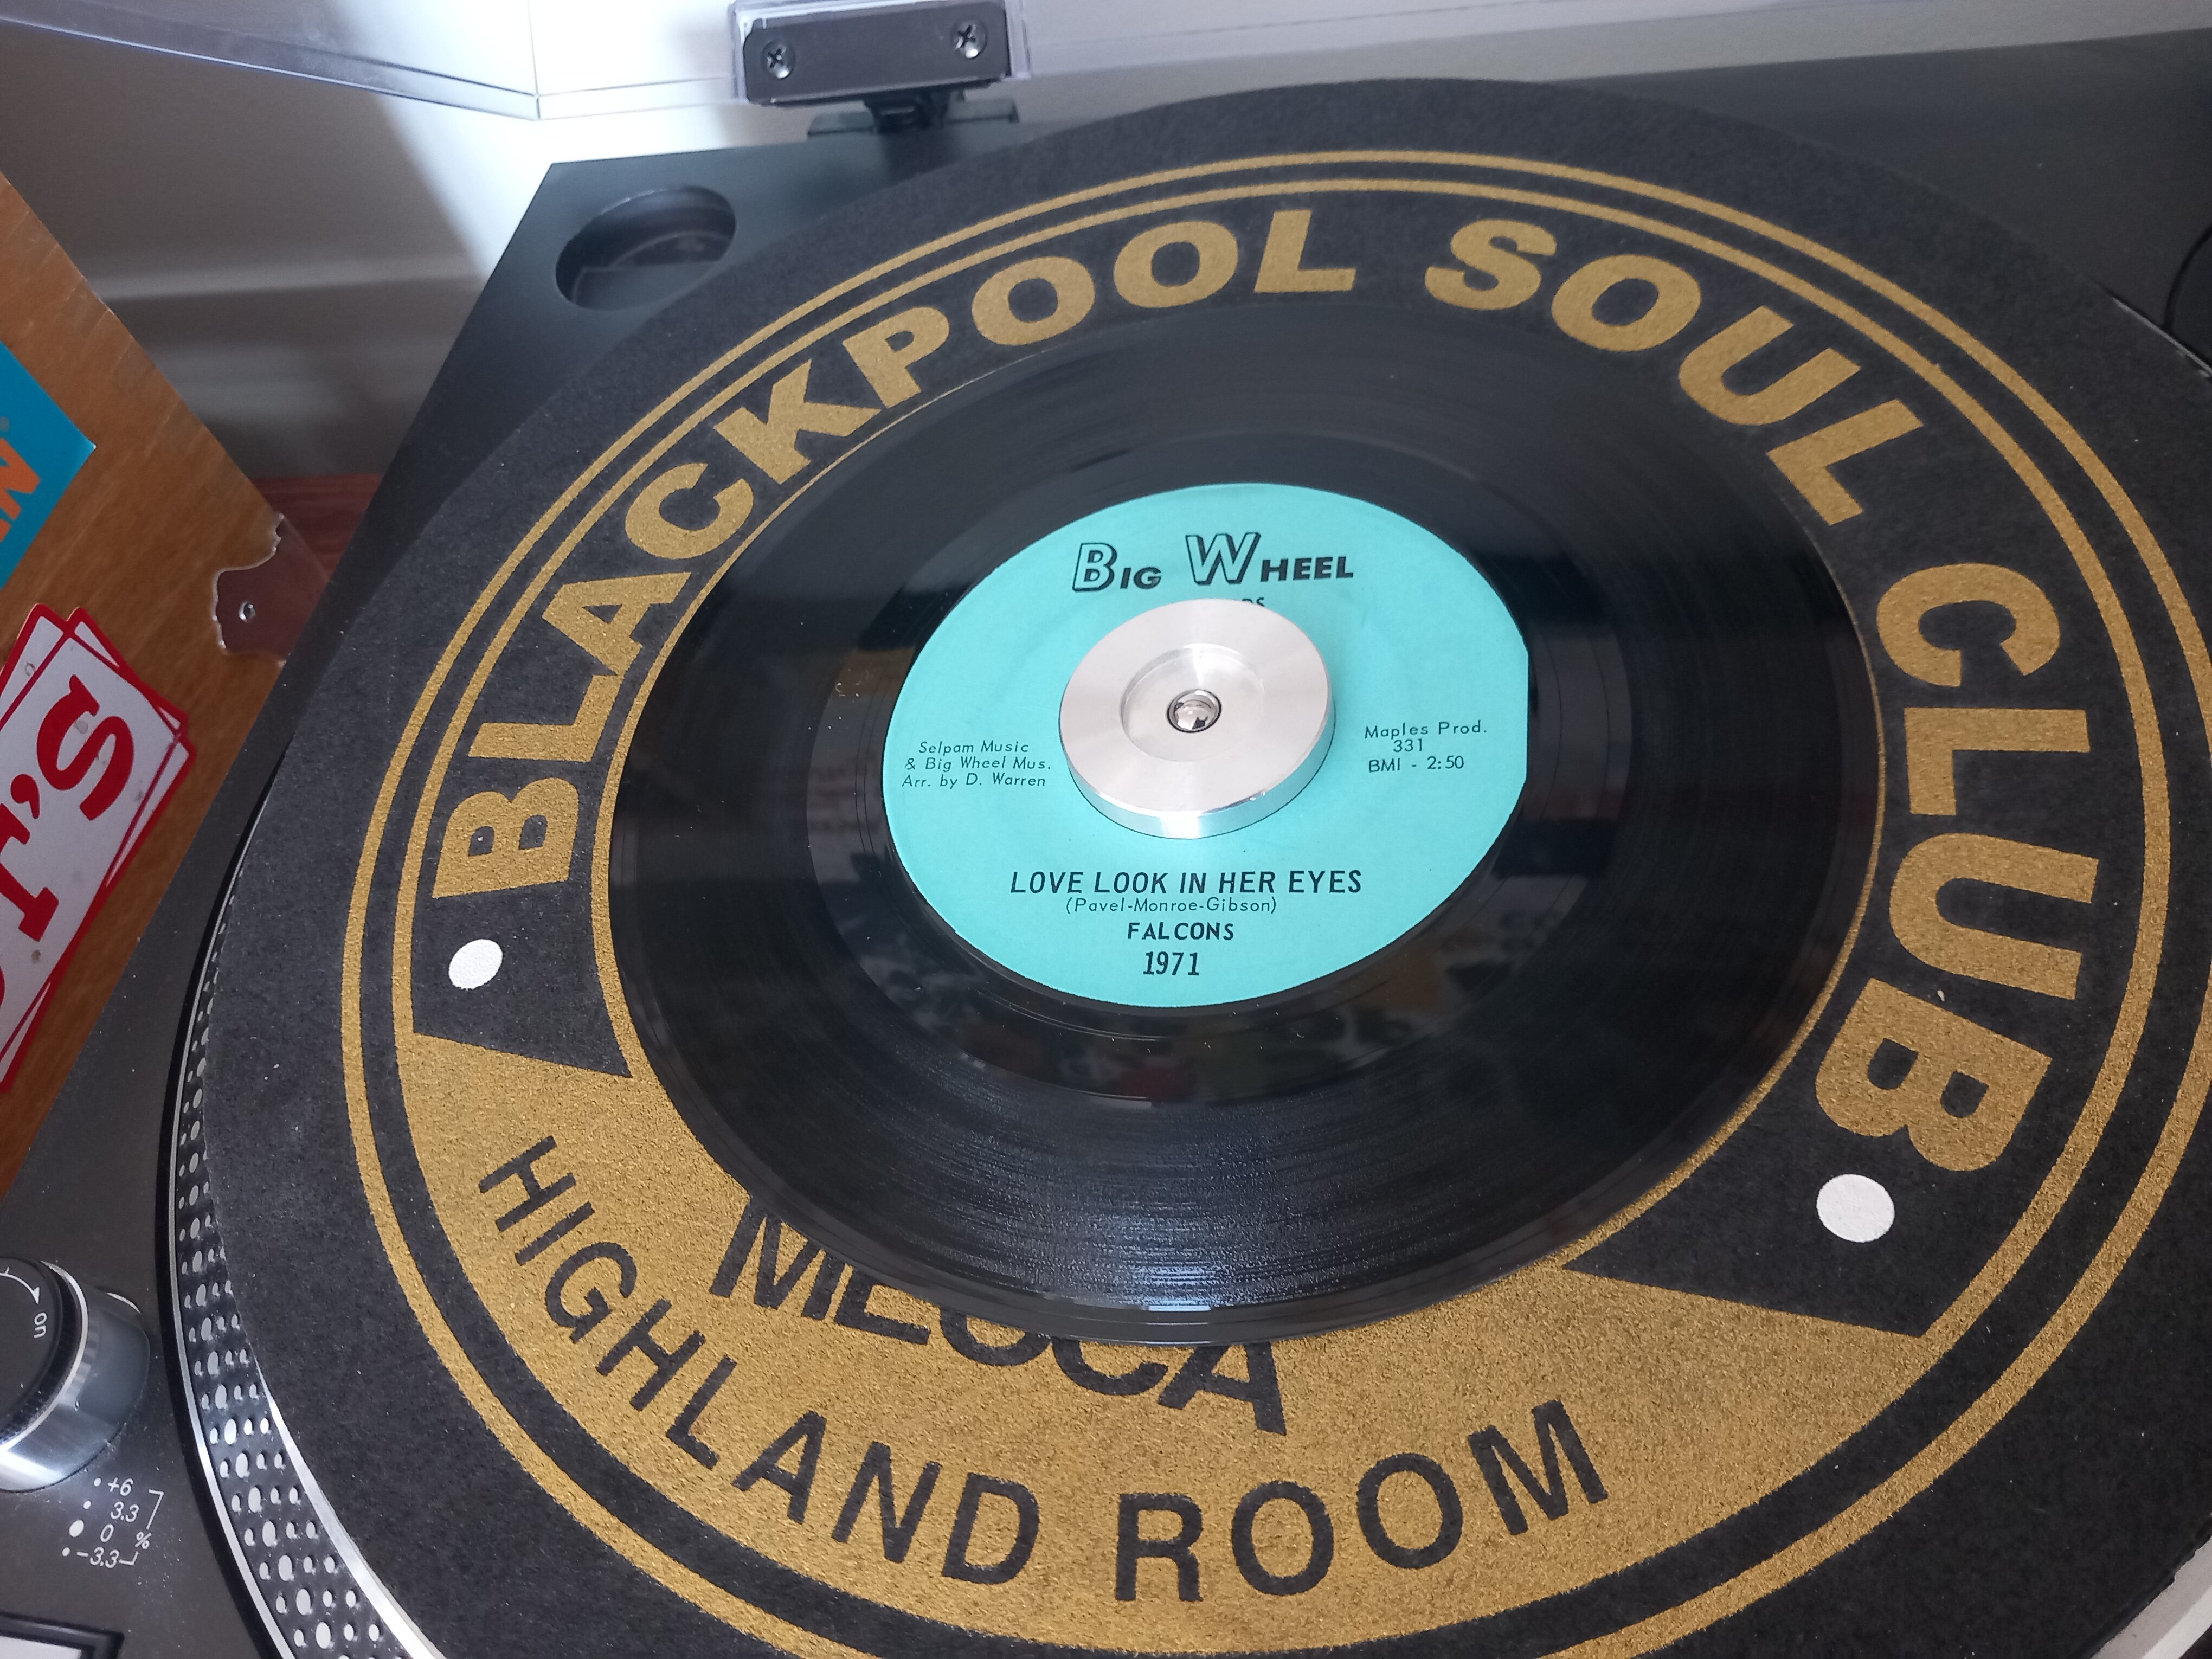 BLACKPOOL SOUL CLUB
BIG WHEEL
Selpam Music
& Big Wheel Mus.
Arr. by D. Warren
Maples Prod.
331
BMI - 2:50
LOVE LOOK IN HER EYES
(Pavel-Monroe-Gibson)
FALCONS
1971
MECCA
HIGHLAND ROOM
on
+6
3.3
0
%
-3.3